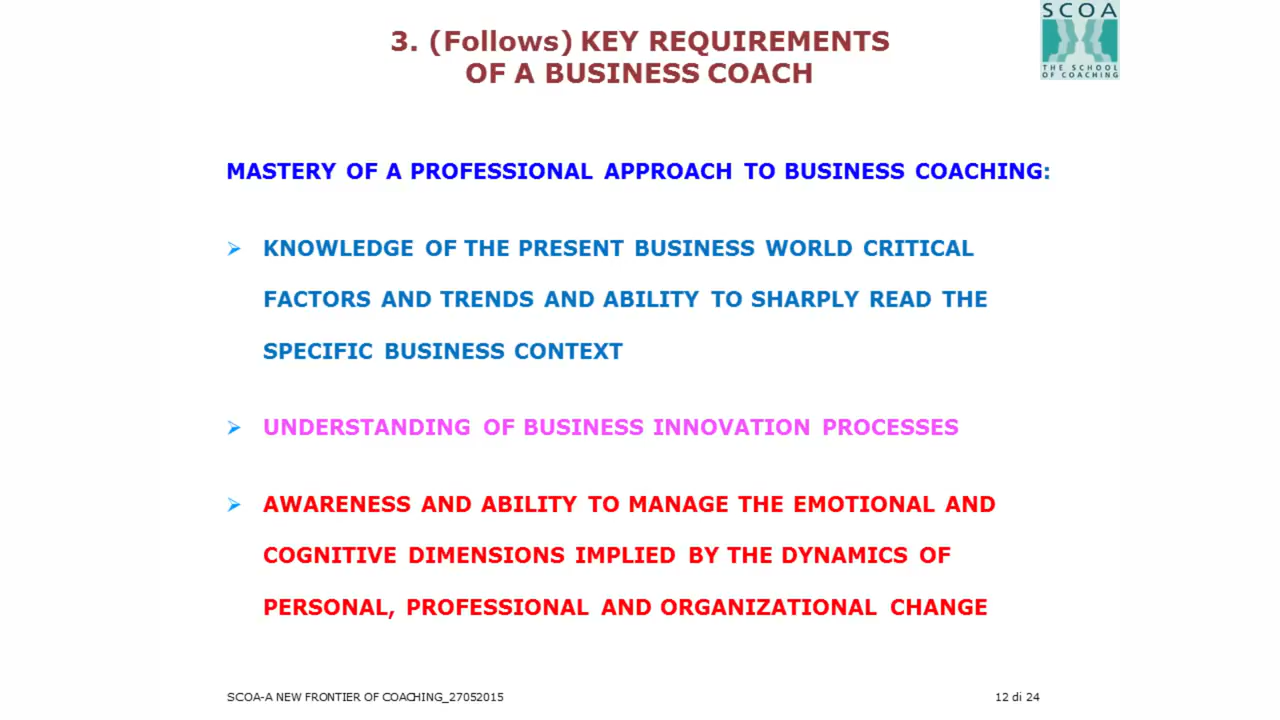 3. (Follows) KEY REQUIREMENTS
OF A BUSINESS COACH
SCOA
THE SCHOOL
OF COACHING
MASTERY OF A PROFESSIONAL APPROACH TO BUSINESS COACHING:
KNOWLEDGE OF THE PRESENT BUSINESS WORLD CRITICAL
FACTORS AND TRENDS AND ABILITY TO SHARPLY READ THE
SPECIFIC BUSINESS CONTEXT
UNDERSTANDING OF BUSINESS INNOVATION PROCESSES
AWARENESS AND ABILITY TO MANAGE THE EMOTIONAL AND
COGNITIVE DIMENSIONS IMPLIED BY THE DYNAMICS OF
PERSONAL, PROFESSIONAL AND ORGANIZATIONAL CHANGE
SCOA-A NEW FRONTIER OF COACHING_27052015
12 di 24